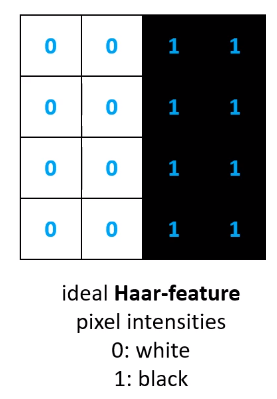 0 0 1 1
0 0 1 1
0 0 1 1
0 0 1 1
ideal Haar-feature
pixel intensities
0: white
1: black